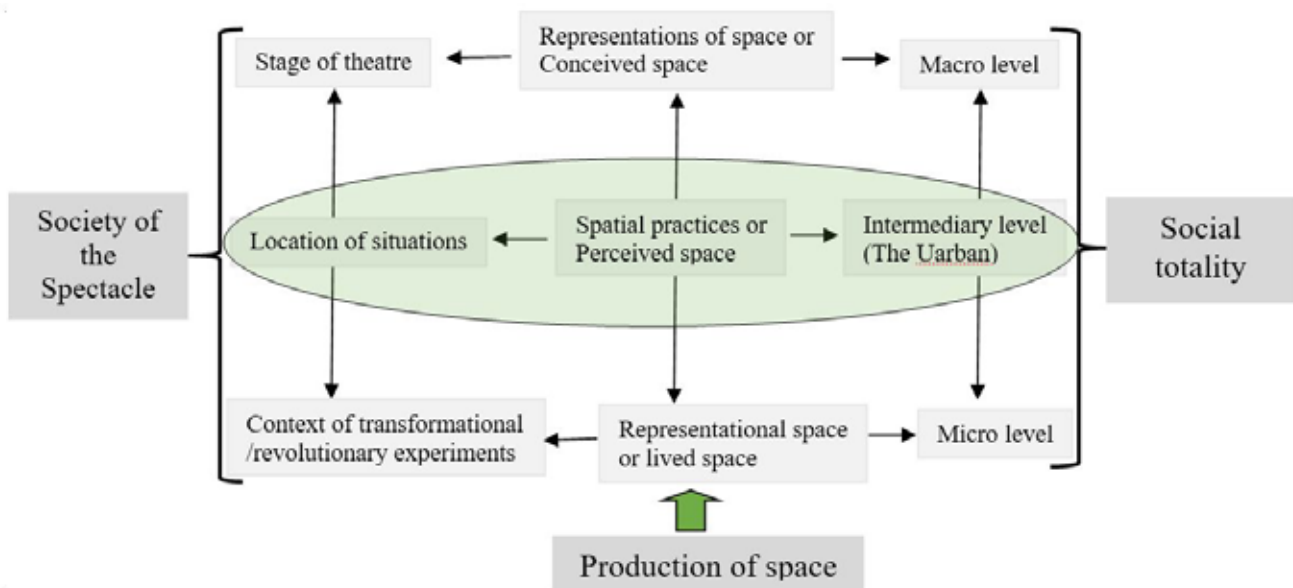 Representations of space or
Conceived space
Stage of theatre
Macro level
Society of
the
Spectacle
Location of situations
Spatial practices or
Perceived space
Intermediary level
(The Uarban)
Social
totality
Context of transformational
/revolutionary experiments
Representational space
or lived space
Micro level
Production of space